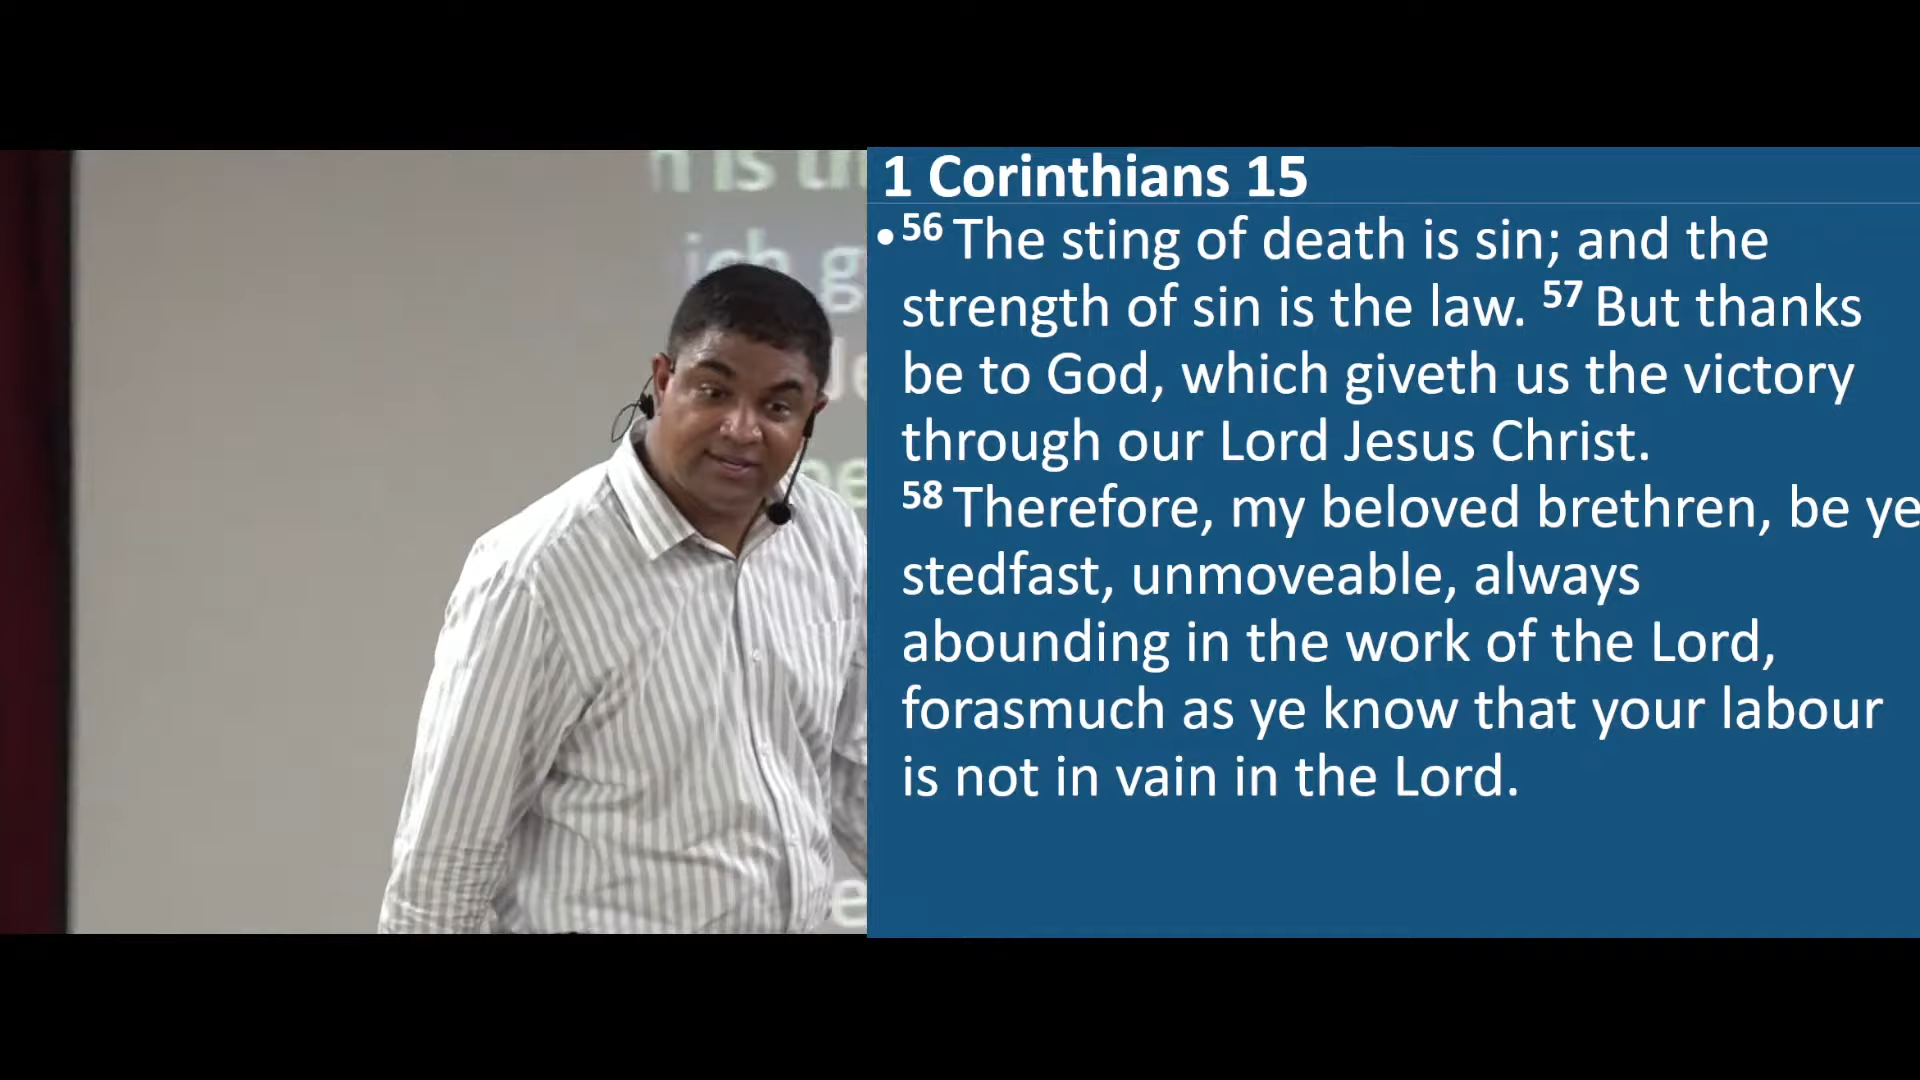 1 Corinthians 15
• 56 The sting of death is sin; and the
strength of sin is the law. 57 But thanks
be to God, which giveth us the victory
through our Lord Jesus Christ.
58 Therefore, my beloved brethren, be ye
stedfast, unmoveable, always
abounding in the work of the Lord,
forasmuch as ye know that your labour
is not in vain in the Lord.